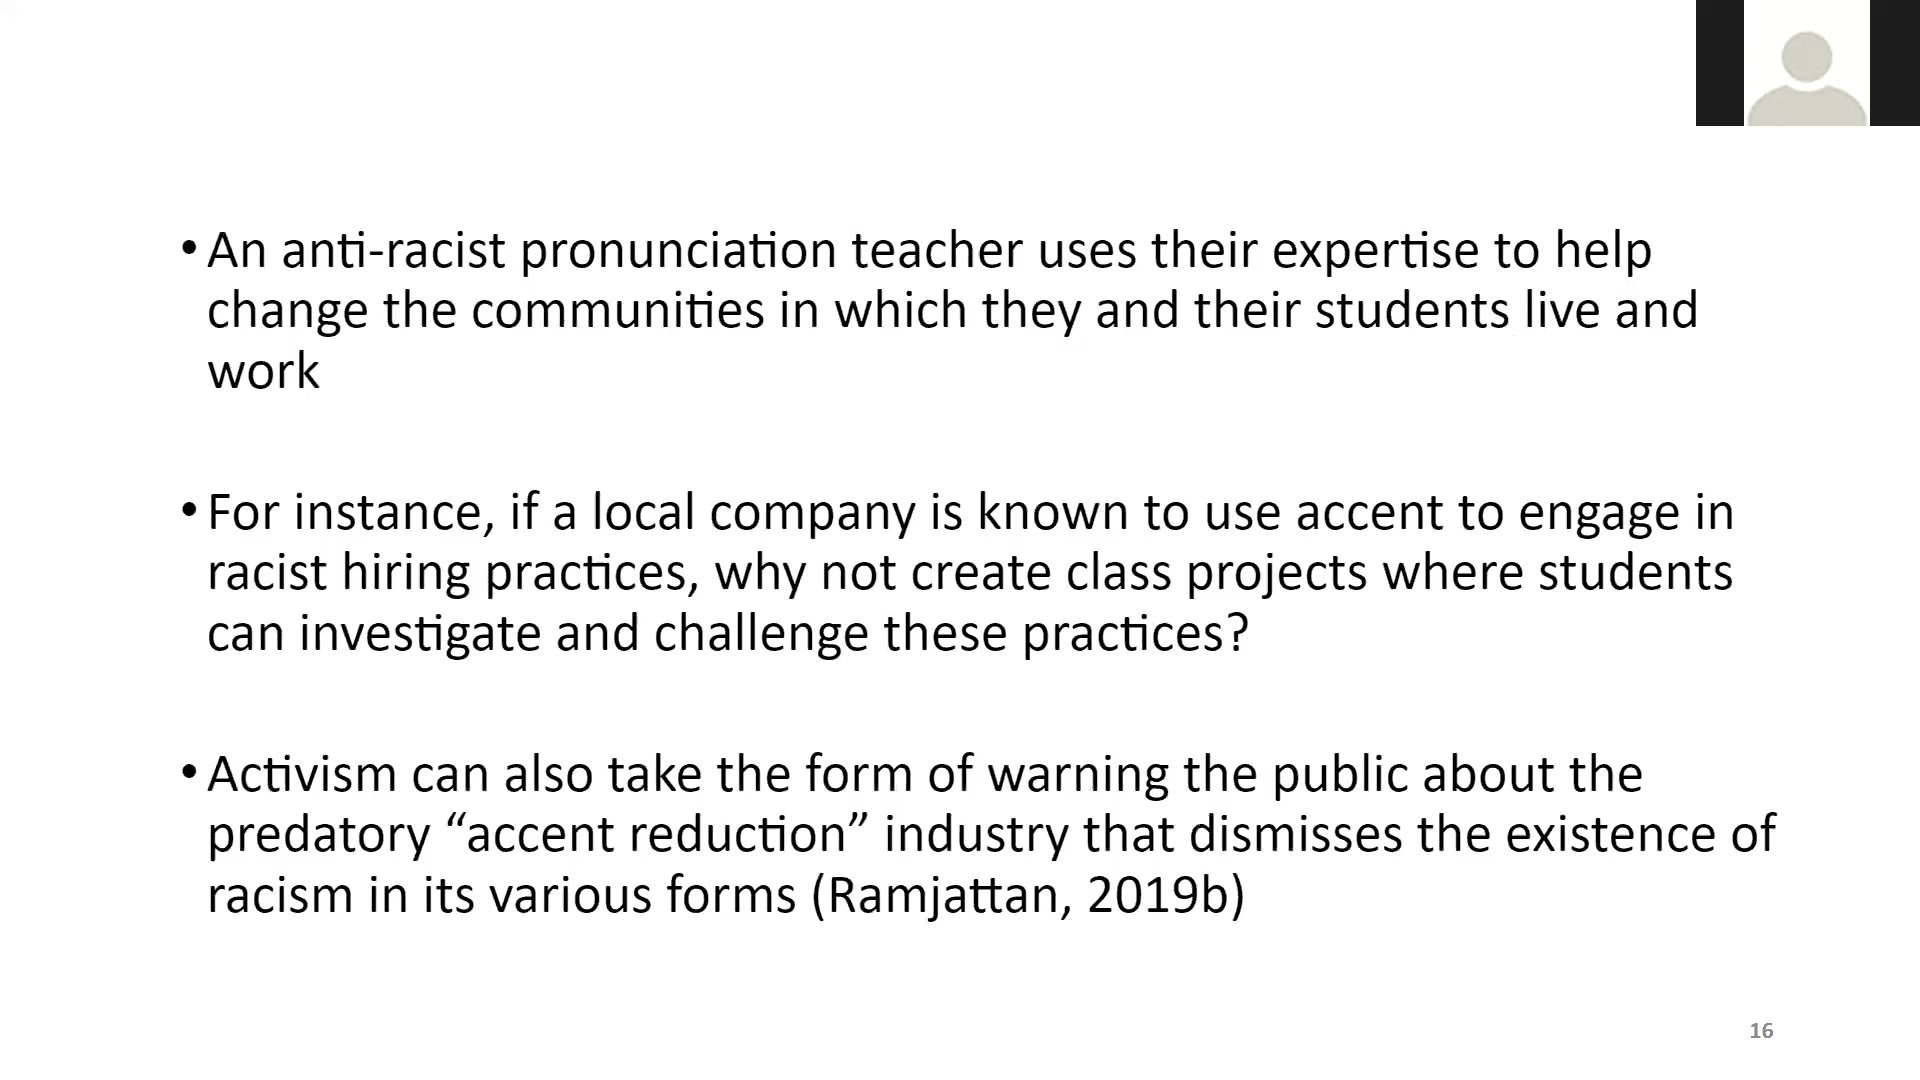 • An anti-racist pronunciation teacher uses their expertise to help
change the communities in which they and their students live and
work
• For instance, if a local company is known to use accent to engage in
racist hiring practices, why not create class projects where students
can investigate and challenge these practices?
• Activism can also take the form of warning the public about the
predatory “accent reduction” industry that dismisses the existence of
racism in its various forms (Ramjattan, 2019b)
16